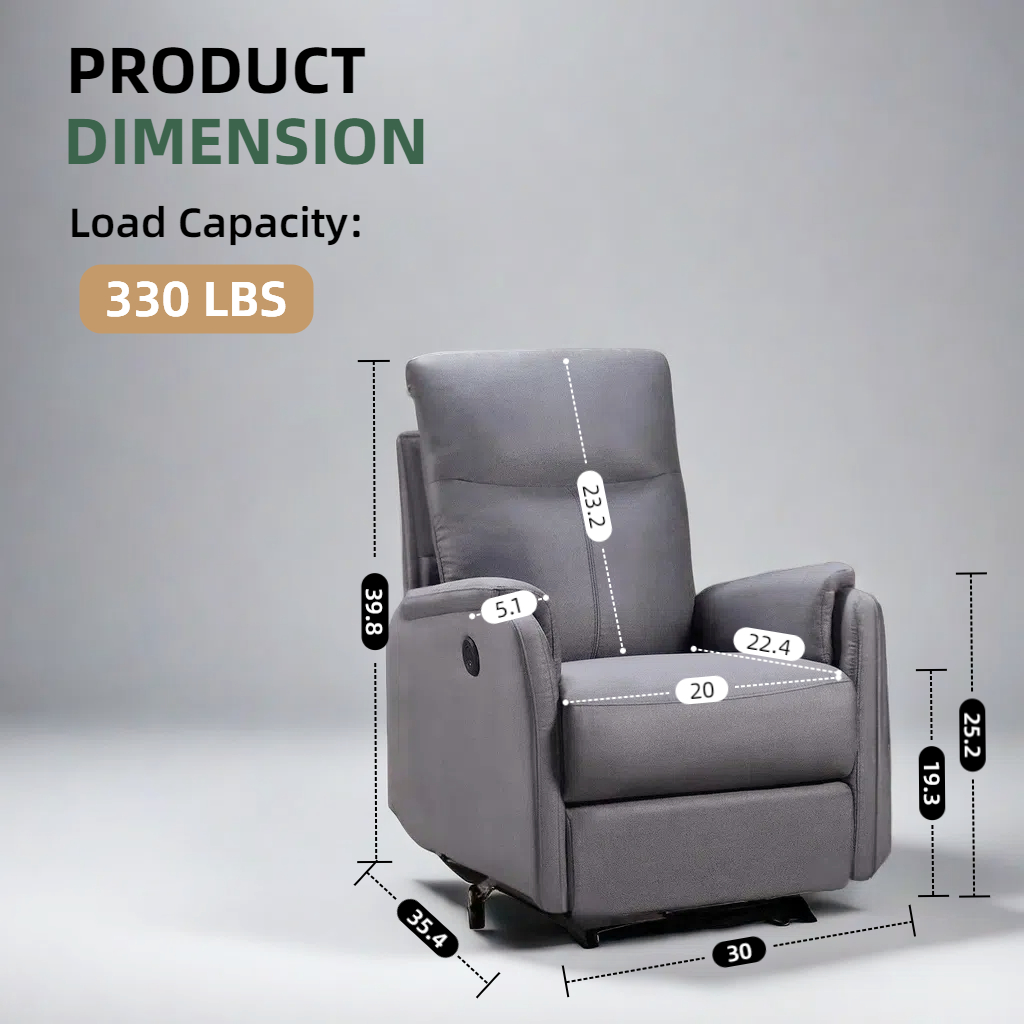 PRODUCT
DIMENSION
Load Capacity:
330 LBS
23.2
39.8
5.1
22.4
20
25.2
19.3
35.4
30